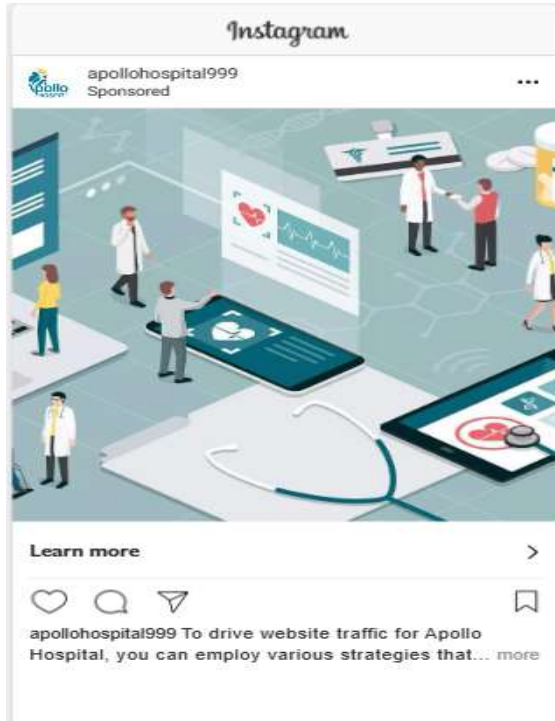 Instagram
apollohospital999
Sponsored
Learn more
apollohospital999 To drive website traffic for Apollo
Hospital, you can employ various strategies that... more